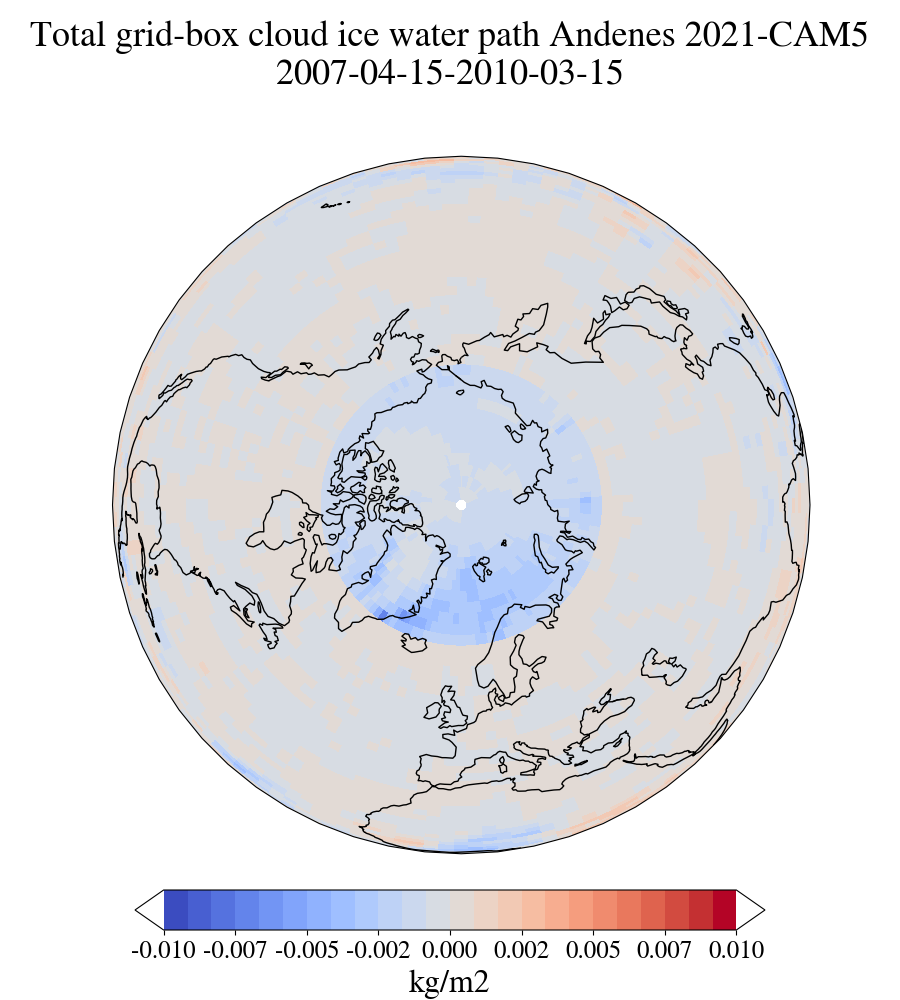 Total grid-box cloud ice water path Andenes 2021-CAM5
2007-04-15-2010-03-15
-0.010 -0.007 -0.005 -0.002 0.000 0.002 0.005 0.007 0.010
kg/m2